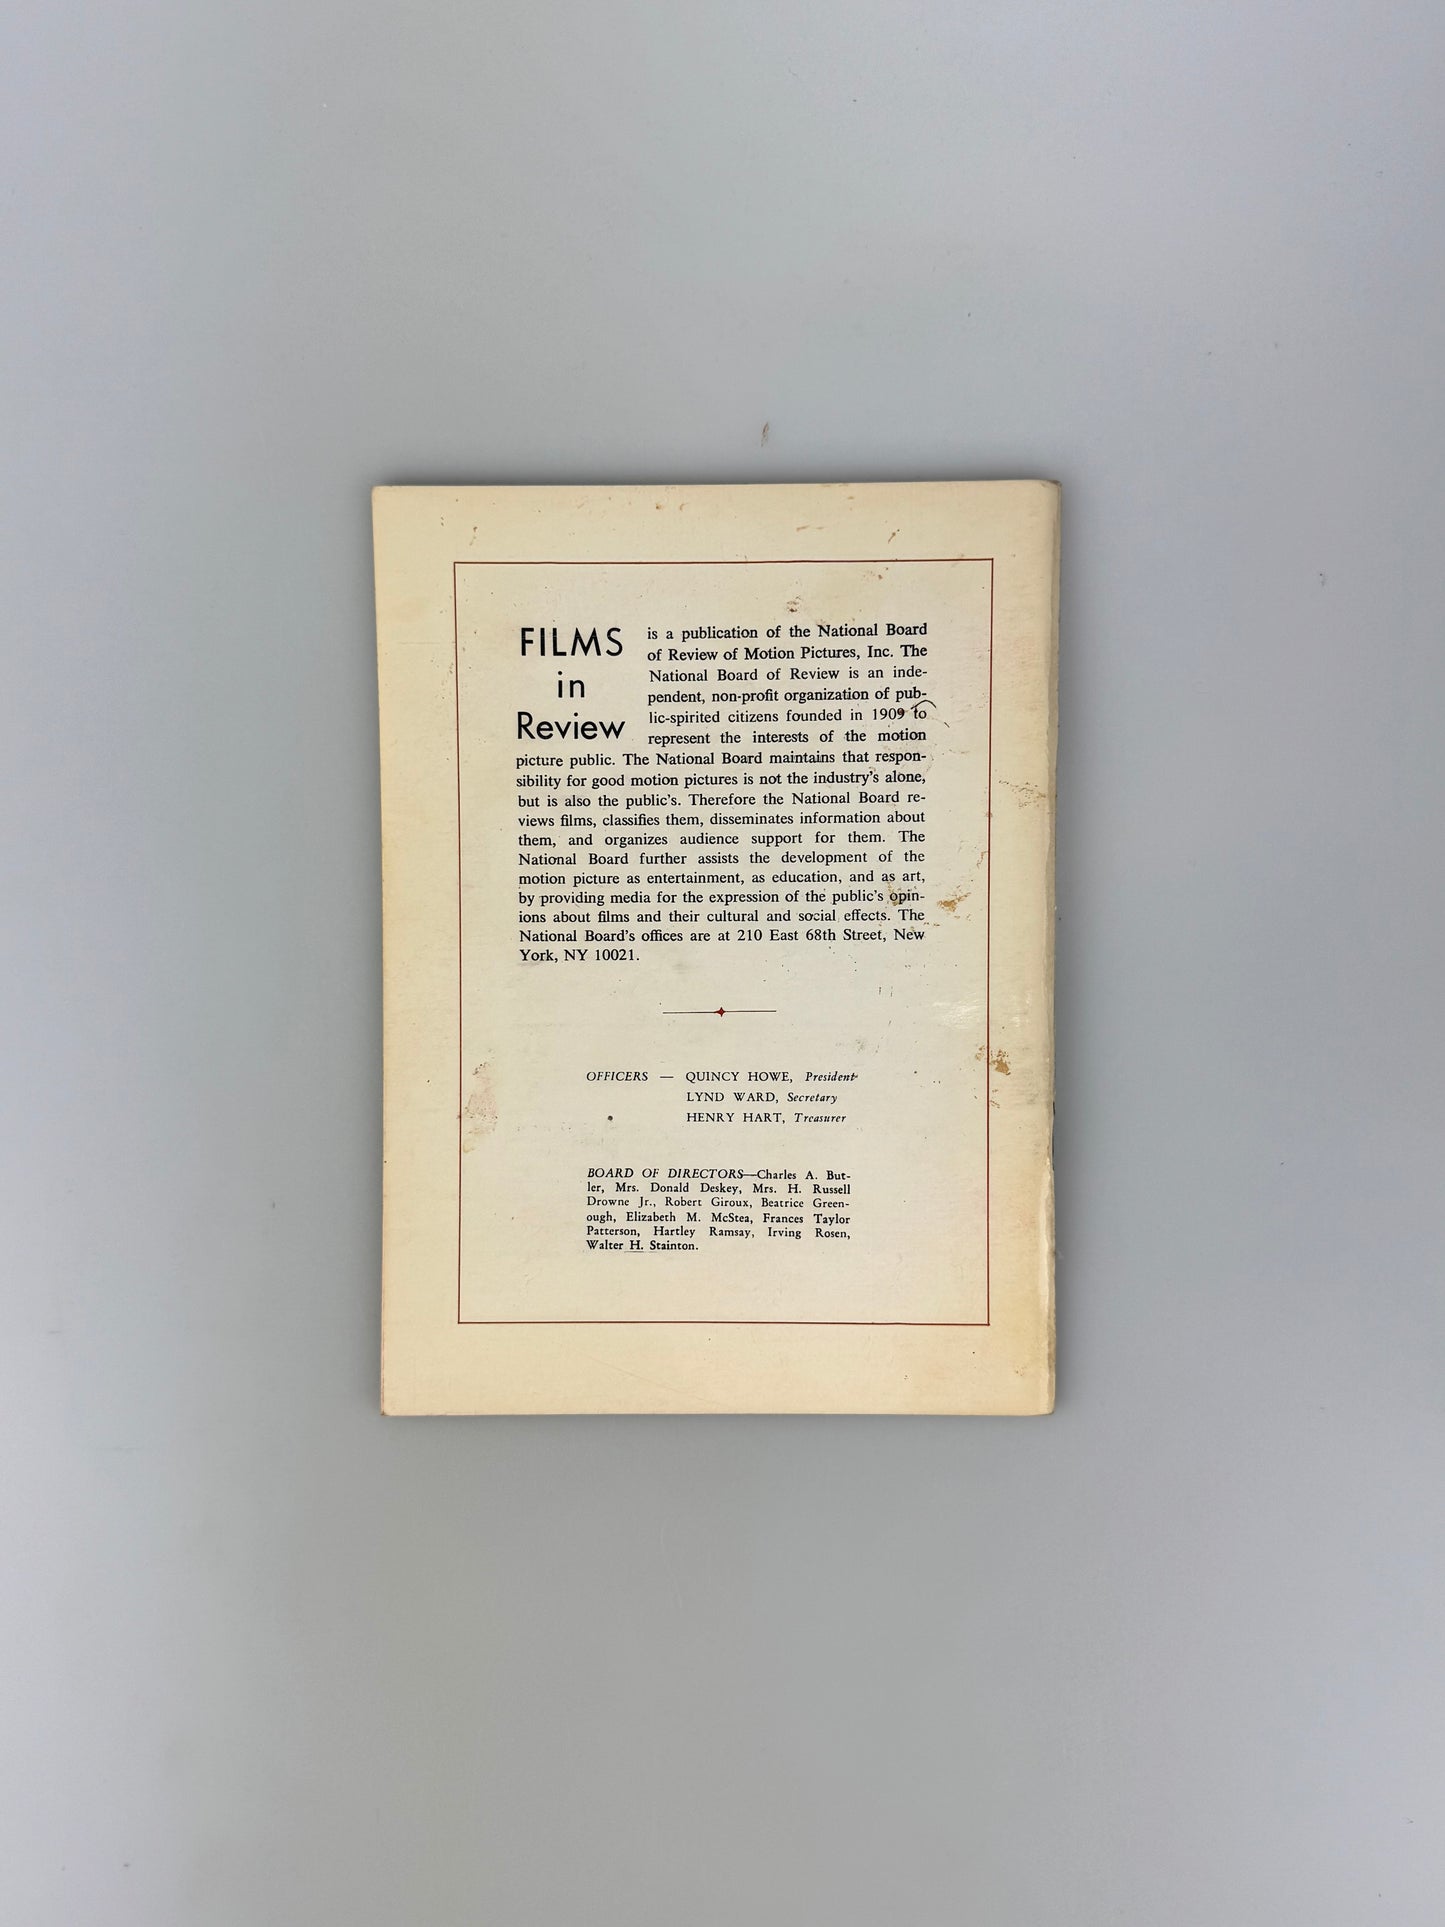 FILMS
in
Review
is a publication of the National Board
of Review of Motion Pictures, Inc. The
National Board of Review is an inde-
pendent, non-profit organization of pub-
lic-spirited citizens founded in 1909 to
represent the interests of the motion
picture public. The National Board maintains that respon-
sibility for good motion pictures is not the industry's alone,
but is also the public's. Therefore the National Board re-
views films, classifies them, disseminates information about
them, and organizes audience support for them. The
National Board further assists the development of the
motion picture as entertainment, as education, and as art,
by providing media for the expression of the public's opin-
ions about films and their cultural and social effects. The
National Board's offices are at 210 East 68th Street, New
York, NY 10021.
OFFICERS — QUINCY HOWE, President
LYND WARD, Secretary
HENRY HART, Treasurer
BOARD OF DIRECTORS—Charles A. But-
ler, Mrs. Donald Deskey, Mrs. H. Russell
Drowne Jr., Robert Giroux, Beatrice Green-
ough, Elizabeth M. McStea, Frances Taylor
Patterson, Hartley Ramsay, Irving Rosen,
Walter H. Stainton.